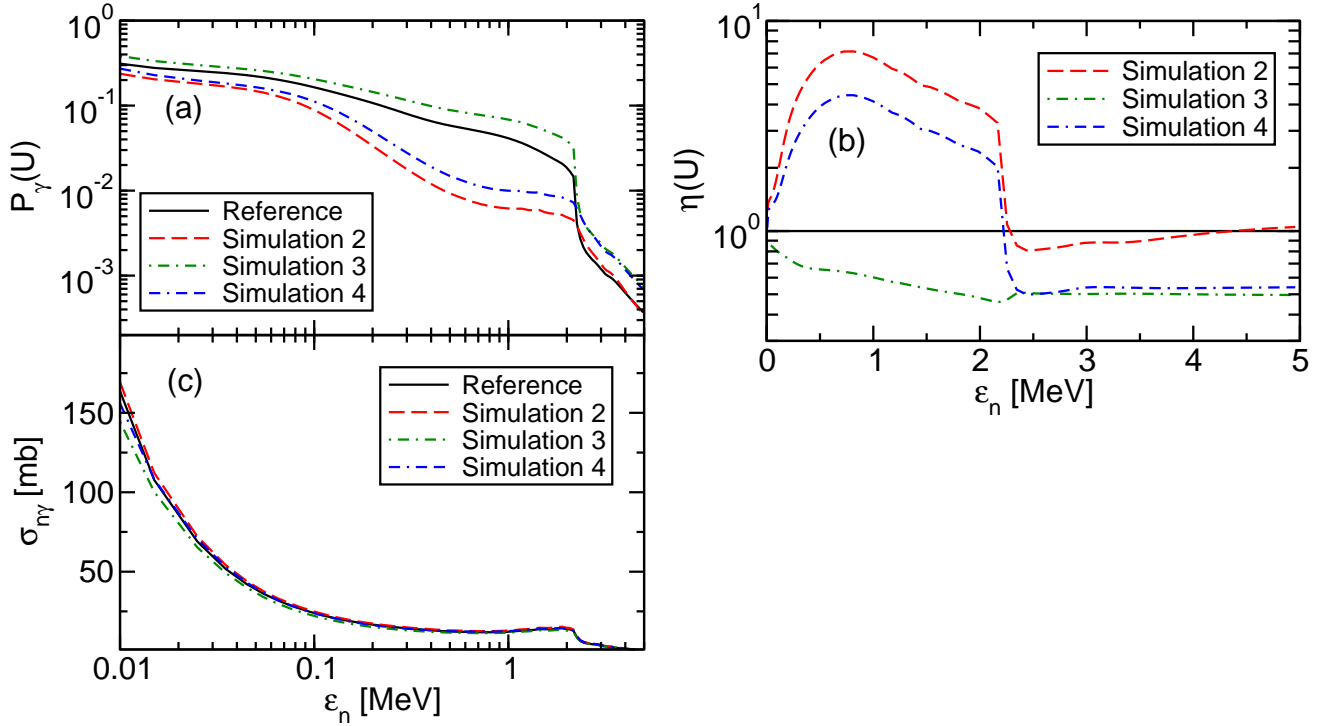 10^0
10^-1
10^-2
10^-3
P_γ(U)
(a)
Reference
Simulation 2
Simulation 3
Simulation 4
10^1
10^0
η(U)
(b)
Simulation 2
Simulation 3
Simulation 4
0 1 2 3 4 5
ε_n [MeV]
150
100
50
σ_nγ [mb]
(c)
Reference
Simulation 2
Simulation 3
Simulation 4
0.01 0.1 1
ε_n [MeV]